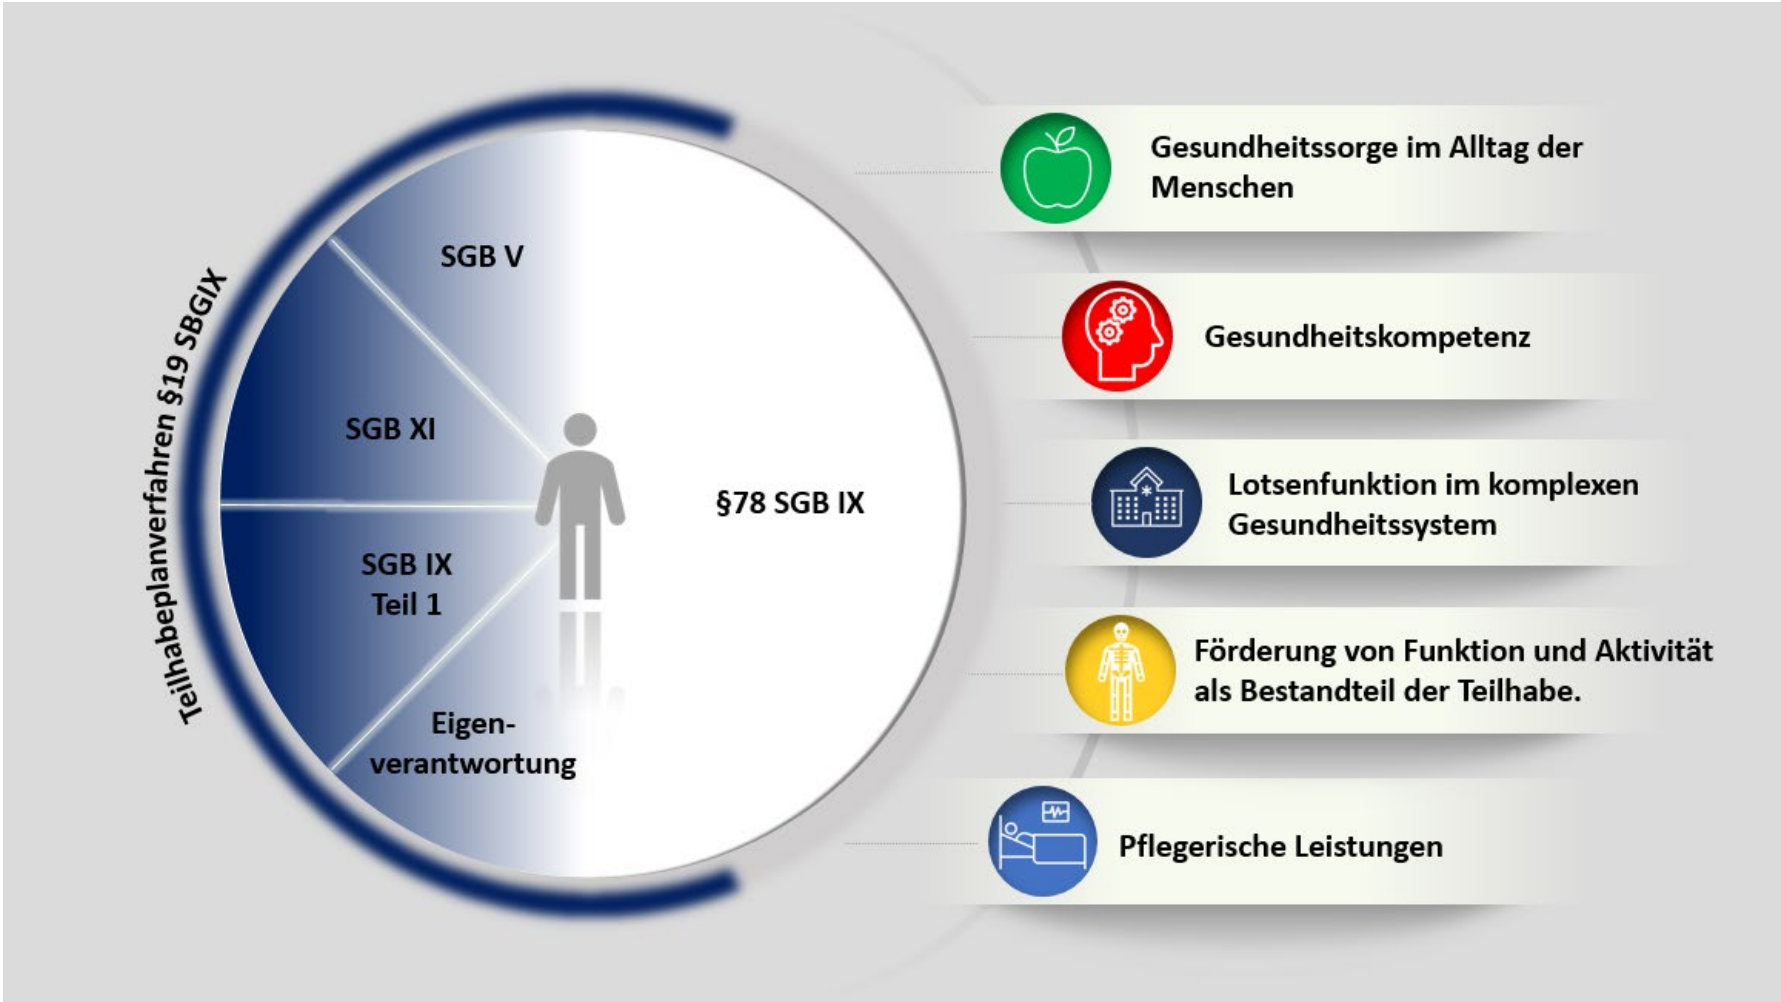 Teilhabeplanverfahren §19 SBGIX
SGB V
SGB XI
SGB IX
Teil 1
Eigen-
verantwortung
§78 SGB IX
Gesundheitssorge im Alltag der
Menschen
Gesundheitskompetenz
Lotsenfunktion im komplexen
Gesundheitssystem
Förderung von Funktion und Aktivität
als Bestandteil der Teilhabe.
Pflegerische Leistungen